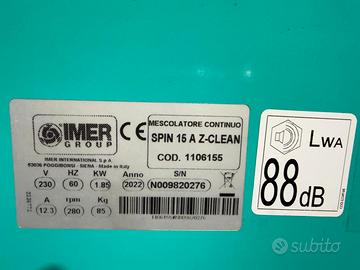 IMER
GROUP
CE
MESCOLATORE CONTINUO
SPIN 15 A Z-CLEAN
COD. 1106155
IMER INTERNATIONAL S.p.A
53036 POGGIBONSI - SIENA - Made in Italy
V HZ Kw Anno S/N
230 60 1.85 2022 N009820276
A rpm Kg
12.3 280 85
LWA
88dB
subito